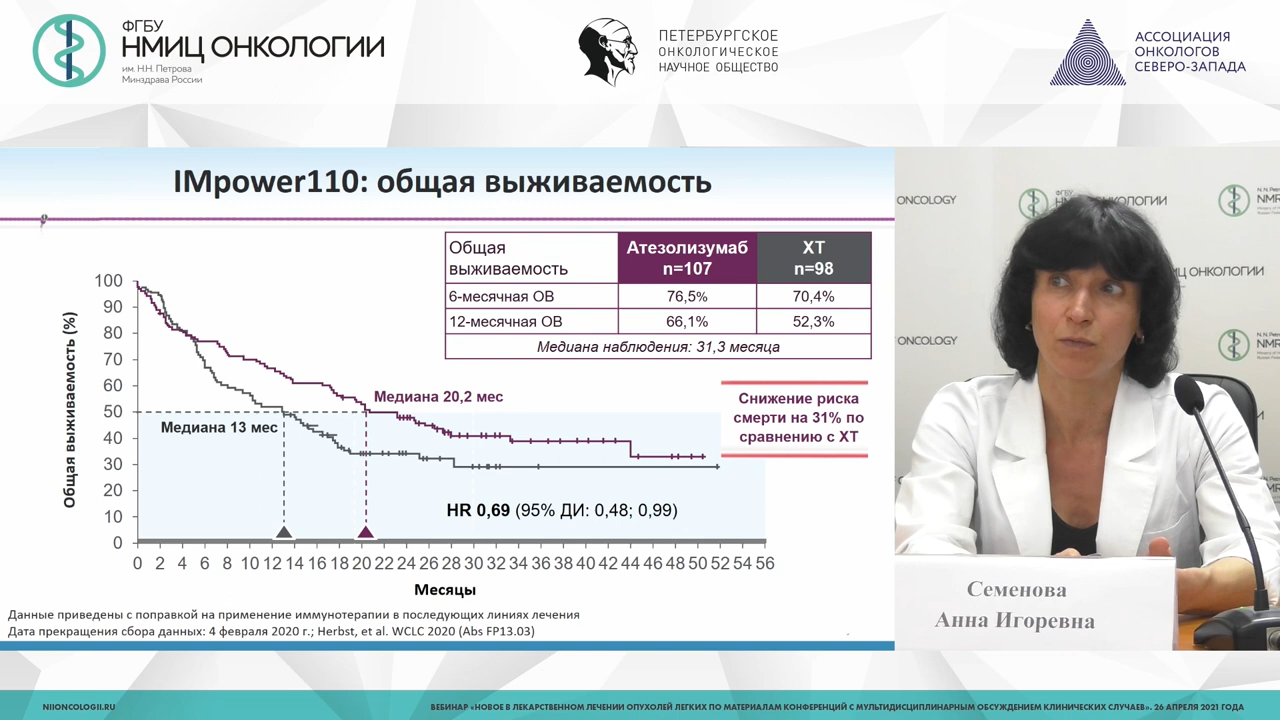 ФГБУ
НМИЦ ОНКОЛОГИИ
им. Н.Н. Петрова
Минздрава России
ПЕТЕРБУРГСКОЕ
ОНКОЛОГИЧЕСКОЕ
НАУЧНОЕ ОБЩЕСТВО
АССОЦИАЦИЯ
ОНКОЛОГОВ
СЕВЕРО-ЗАПАДА
IMpower110: общая выживаемость
Общая выживаемость
Атезолизумаб n=107
ХТ n=98
6-месячная ОВ 76,5% 70,4%
12-месячная ОВ 66,1% 52,3%
Медиана наблюдения: 31,3 месяца
Общая выживаемость (%)
100
90
80
70
60
50
40
30
20
10
0
Медиана 20,2 мес
Медиана 13 мес
Снижение риска
смерти на 31% по
сравнению с ХТ
HR 0,69 (95% ДИ: 0,48; 0,99)
0 2 4 6 8 10 12 14 16 18 20 22 24 26 28 30 32 34 36 38 40 42 44 46 48 50 52 54 56
Месяцы
Данные приведены с поправкой на применение иммунотерапии в последующих линиях лечения
Дата прекращения сбора данных: 4 февраля 2020 г.; Herbst, et al. WCLC 2020 (Abs FP13.03)
ONCOLOGY
ФГБУ
НМИЦ ОНКОЛОГИИ
ИЦ ОНКОЛОГИИ
ONCOLOGY
Семенова
Анна Игоревна
NIIONCOLOGII.RU
ВЕБИНАР «НОВОЕ В ЛЕКАРСТВЕННОМ ЛЕЧЕНИИ ОПУХОЛЕЙ ЛЕГКИХ ПО МАТЕРИАЛАМ КОНФЕРЕНЦИЙ С МУЛЬТИДИСЦИПЛИНАРНЫМ ОБСУЖДЕНИЕМ КЛИНИЧЕСКИХ СЛУЧАЕВ». 26 АПРЕЛЯ 2021 ГОДА